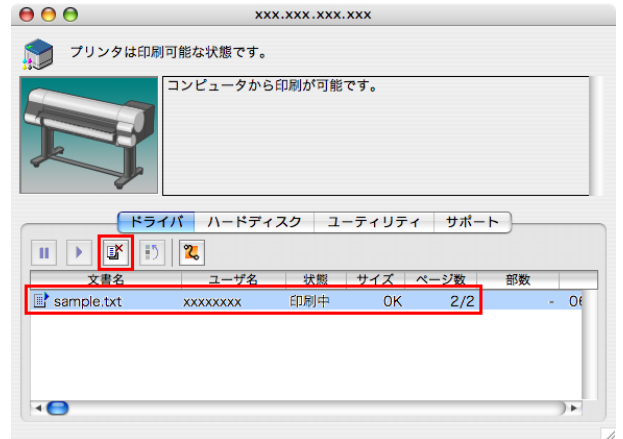 xxx.xxx.xxx.xxx
プリンタは印刷可能な状態です。
コンピュータから印刷が可能です。
ドライバ ハードディスク ユーティリティ サポート
文書名 ユーザ名 状態 サイズ ページ数 部数
sample.txt xxxxxxxx 印刷中 0K 2/2 -